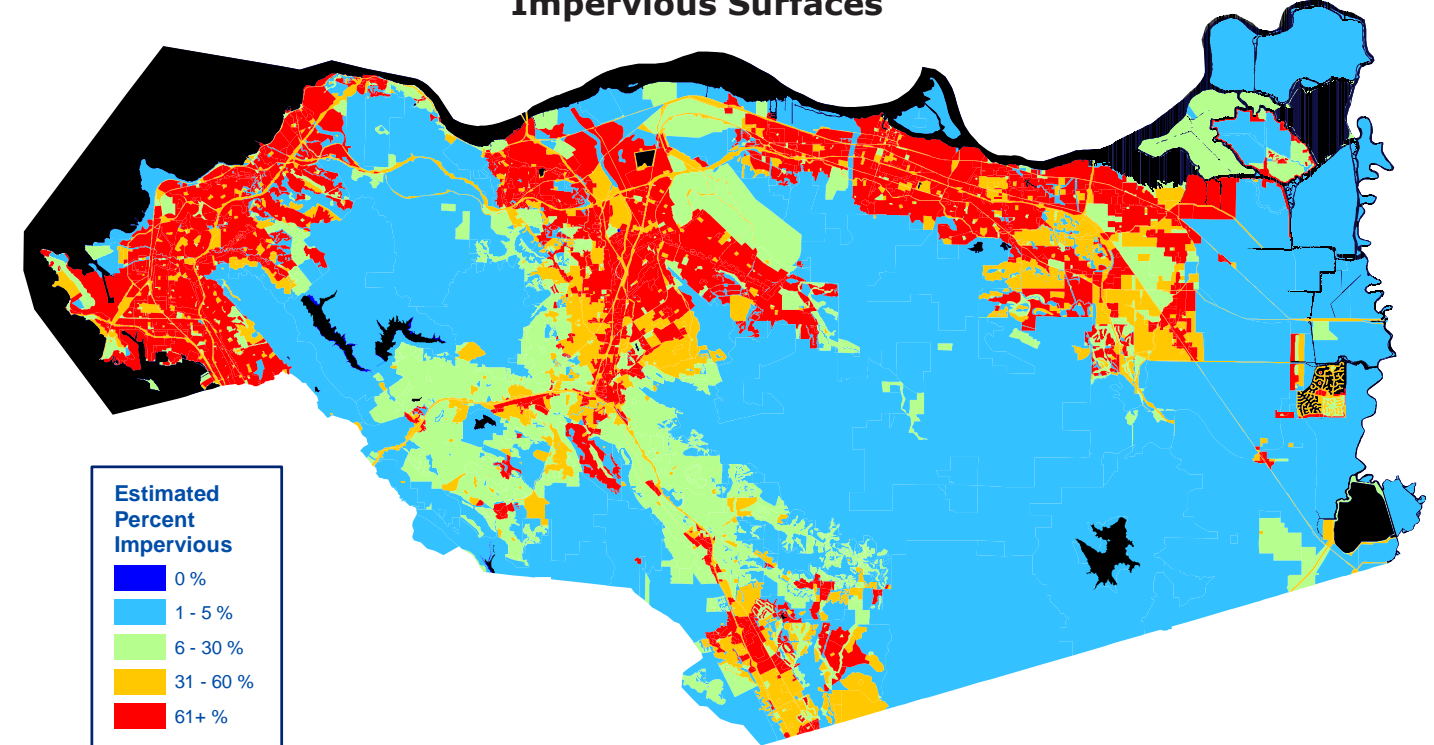 Impervious Surfaces
Estimated
Percent
Impervious
0 %
1 - 5 %
6 - 30 %
31 - 60 %
61+ %